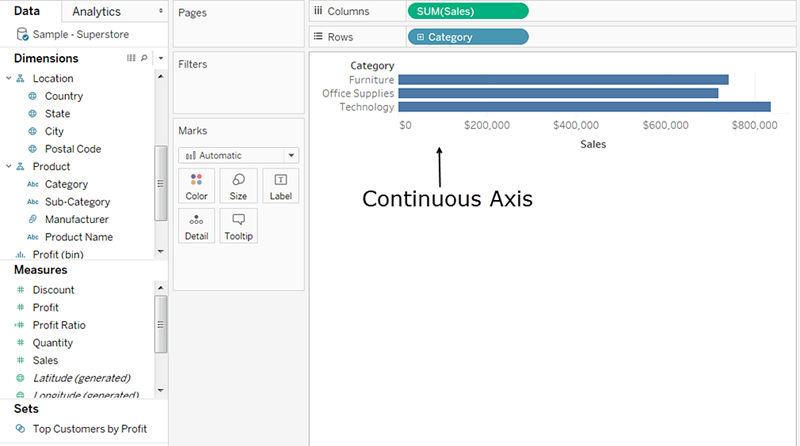 Data
Analytics
Sample - Superstore
Dimensions
Location
Country
State
City
Postal Code
Product
Abc Category
Abc Sub-Category
Manufacturer
Abc Product Name
Profit (bin)
Measures
# Discount
# Profit
=# Profit Ratio
# Quantity
# Sales
Latitude (generated)
Longitude (generated)
Sets
Top Customers by Profit
Pages
Filters
Marks
Automatic
Color Size Label
Detail Tooltip
Columns SUM(Sales)
Rows Category
Category
Furniture
Office Supplies
Technology
$0 $200,000 $400,000 $600,000 $800,000
Sales
Continuous Axis